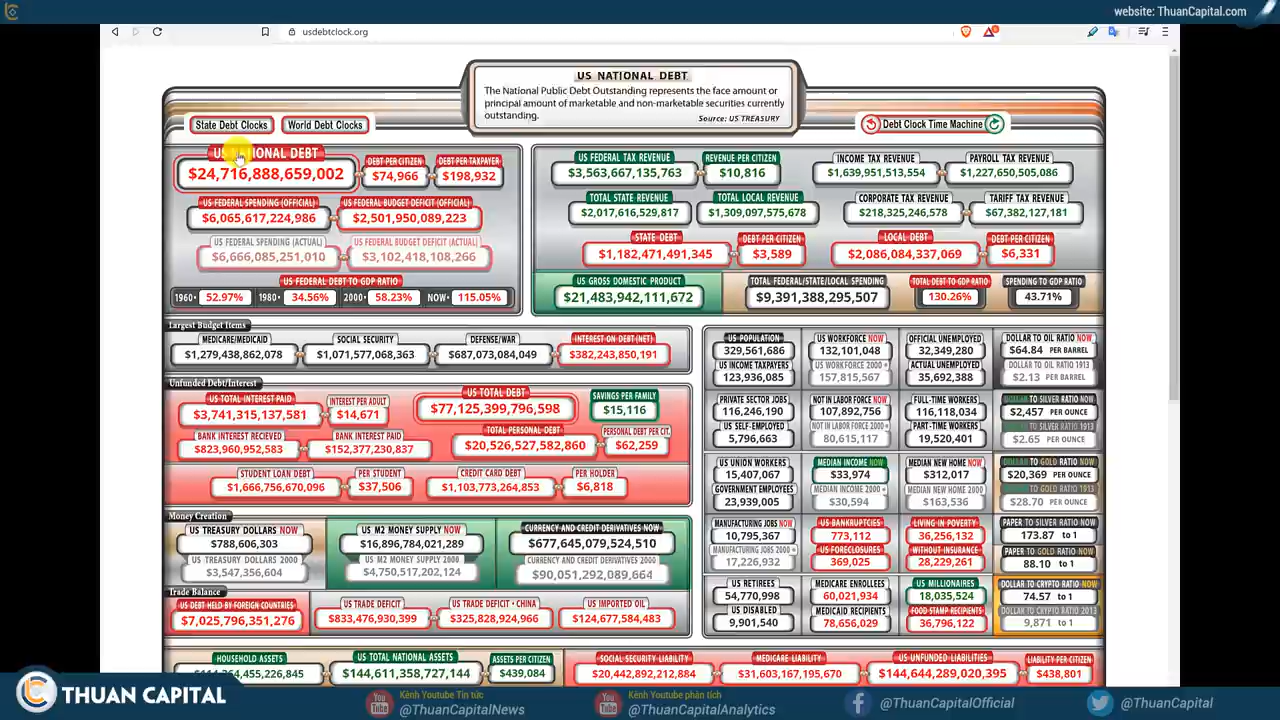 website: ThuanCapital.com
usdebtclock.org
US NATIONAL DEBT
The National Public Debt Outstanding represents the face amount or
principal amount of marketable and non-marketable securities currently
outstanding.
Source: US TREASURY
State Debt Clocks World Debt Clocks
Debt Clock Time Machine
US NATIONAL DEBT
$24,716,888,659,002
DEBT PER CITIZEN
$74,966
DEBT PER TAXPAYER
$198,932
US FEDERAL SPENDING (OFFICIAL)
$6,065,617,224,986
US FEDERAL BUDGET DEFICIT (OFFICIAL)
$2,501,950,089,223
US FEDERAL SPENDING (ACTUAL)
$6,666,085,251,010
US FEDERAL BUDGET DEFICIT (ACTUAL)
$3,102,418,108,266
US FEDERAL DEBT TO GDP RATIO
1960 52.97% 1980 34.56% 2000 58.23% NOW 115.05%
US FEDERAL TAX REVENUE
$3,563,667,135,763
REVENUE PER CITIZEN
$10,816
INCOME TAX REVENUE
$1,639,951,513,554
PAYROLL TAX REVENUE
$1,227,650,505,086
TOTAL STATE REVENUE
$2,017,616,529,817
TOTAL LOCAL REVENUE
$1,309,097,575,678
CORPORATE TAX REVENUE
$218,325,246,578
TARIFF TAX REVENUE
$67,382,127,181
STATE DEBT
$1,182,471,491,345
DEBT PER CITIZEN
$3,589
LOCAL DEBT
$2,086,084,337,069
DEBT PER CITIZEN
$6,331
US GROSS DOMESTIC PRODUCT
$21,483,942,111,672
TOTAL FEDERAL/STATE/LOCAL SPENDING
$9,391,388,295,507
TOTAL DEBT TO GDP RATIO
130.26%
SPENDING TO GDP RATIO
43.71%
Largest Budget Items
MEDICARE/MEDICAID
$1,279,438,862,078
SOCIAL SECURITY
$1,071,577,068,363
DEFENSE/WAR
$687,073,084,049
INTEREST ON DEBT (NET)
$382,243,850,191
Unfunded Debt/Interest
US TOTAL INTEREST PAID
$3,741,315,137,581
INTEREST PER ADULT
$14,671
US TOTAL DEBT
$77,125,399,796,598
SAVINGS PER FAMILY
$15,116
BANK INTEREST RECIEVED
$823,960,952,583
BANK INTEREST PAID
$152,377,230,837
TOTAL PERSONAL DEBT
$20,526,527,582,860
PERSONAL DEBT PER CIT.
$62,259
STUDENT LOAN DEBT
$1,666,756,670,096
PER STUDENT
$37,506
CREDIT CARD DEBT
$1,103,773,264,853
PER HOLDER
$6,818
Money Creation
US TREASURY DOLLARS NOW
$788,606,303
US TREASURY DOLLARS 2000
$3,547,356,604
US M2 MONEY SUPPLY NOW
$16,896,784,021,289
US M2 MONEY SUPPLY 2000
$4,750,517,202,124
CURRENCY AND CREDIT DERIVATIVES NOW
$677,645,079,524,510
CURRENCY AND CREDIT DERIVATIVES 2000
$90,051,292,089,664
Trade Balance
US DEBT HELD BY FOREIGN COUNTRIES
$7,025,796,351,276
US TRADE DEFICIT
$833,476,930,399
US TRADE DEFICIT - CHINA
$325,828,924,966
US IMPORTED OIL
$124,677,584,483
US POPULATION
329,561,686
US INCOME TAXPAYERS
123,936,085
US WORKFORCE NOW
132,101,048
US WORKFORCE 2000
157,815,567
OFFICIAL UNEMPLOYED
32,349,280
ACTUAL UNEMPLOYED
35,692,388
DOLLAR TO OIL RATIO NOW
$64.84 PER BARREL
DOLLAR TO OIL RATIO 1913
$2.13 PER BARREL
PRIVATE SECTOR JOBS
116,246,190
US SELF-EMPLOYED
5,796,663
NOT IN LABOR FORCE NOW
107,892,756
NOT IN LABOR FORCE 2000
80,615,117
FULL-TIME WORKERS
116,118,034
PART-TIME WORKERS
19,520,401
DOLLAR TO SILVER RATIO NOW
$2,457 PER OUNCE
TO SILVER RATIO 1913
$2.65 PER OUNCE
US UNION WORKERS
15,407,067
GOVERNMENT EMPLOYEES
23,939,005
MEDIAN INCOME NOW
$33,974
MEDIAN INCOME 2000
$30,594
MEDIAN NEW HOME NOW
$312,017
MEDIAN NEW HOME 2000
$163,536
DOLLAR TO GOLD RATIO NOW
$20,369 PER OUNCE
TO GOLD RATIO 1913
$28.70 PER OUNCE
MANUFACTURING JOBS NOW
10,795,367
MANUFACTURING JOBS 2000
17,226,932
US BANKRUPTCIES
773,112
US FORECLOSURES
369,025
LIVING IN POVERTY
36,256,132
WITHOUT INSURANCE
28,229,261
PAPER TO SILVER RATIO NOW
173.87 to 1
PAPER TO GOLD RATIO NOW
88.10 to 1
US RETIREES
54,770,998
US DISABLED
9,901,540
MEDICARE ENROLLEES
60,021,934
MEDICAID RECIPIENTS
78,656,029
US MILLIONAIRES
18,035,524
FOOD STAMP RECIPIENTS
36,796,122
DOLLAR TO CRYPTO RATIO NOW
74.57 to 1
DOLLAR TO CRYPTO RATIO 2013
9,871 to 1
HOUSEHOLD ASSETS
US TOTAL NATIONAL ASSETS
$144,611,358,727,144
ASSETS PER CITIZEN
$439,084
SOCIAL SECURITY LIABILITY
$20,442,892,212,884
MEDICARE LIABILITY
$31,603,167,195,670
US UNFUNDED LIABILITIES
$144,644,289,020,395
LIABILITY PER CITIZEN
$438,801
THUAN CAPITAL
Kênh Youtube Tin tức
@ThuanCapitalNews
Kênh Youtube phân tích
@ThuanCapitalAnalytics
@ThuanCapitalOfficial
@ThuanCapital